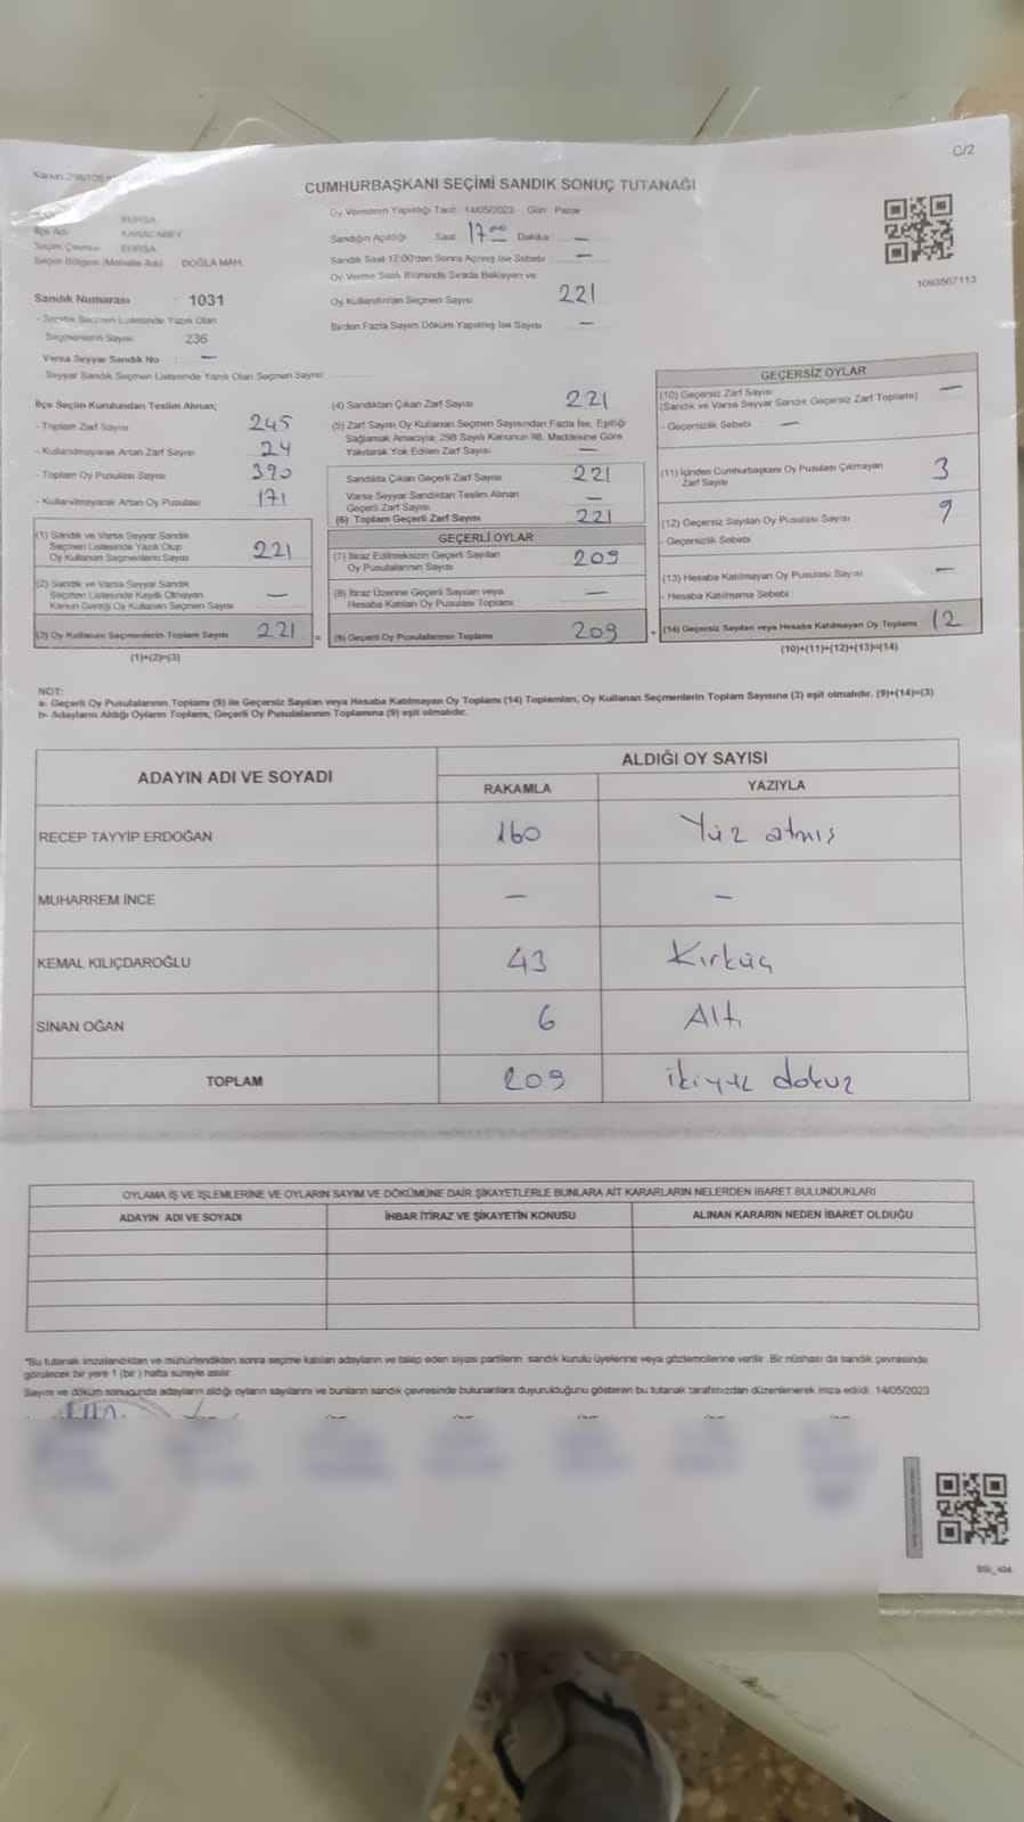 C/2
CUMHURBAŞKANI SEÇİMİ SANDIK SONUÇ TUTANAĞI
Oy Vermenin Yapıldığı Tarih : 14/05/2023 Gün : Pazar
BURSA
İlçe Adı KARACABEY
Seçim Çevresi BURSA
Seçim Bölgesi (Mahalle Adı) DOĞLA MAH.
Sandık Numarası 1031
- Sandık Seçmen Listesinde Yazılı Olan
Seçmenlerin Sayısı 236
Varsa Seyyar Sandık No : —
Seyyar Sandık Seçmen Listesinde Yazılı Olan Seçmen Sayısı
Sandığın Açıldığı Saat 17⁰⁰ Dakika —
Sandık Saat 17:00'den Sonra Açılmış İse Sebebi —
Oy Verme Saati Bitiminde Sırada Bekleyen ve
Oy Kullandırılan Seçmen Sayısı 221
Birden Fazla Sayım Döküm Yapılmış İse Sayısı —
1093567113
İlçe Seçim Kurulundan Teslim Alınan;
- Toplam Zarf Sayısı 245
- Kullanılmayarak Artan Zarf Sayısı 24
- Toplam Oy Pusulası Sayısı 390
- Kullanılmayarak Artan Oy Pusulası 171
(1) Sandık ve Varsa Seyyar Sandık
Seçmen Listesinde Yazılı Olup
Oy Kullanan Seçmenlerin Sayısı 221
(2) Sandık ve Varsa Seyyar Sandık
Seçmen Listesinde Kayıtlı Olmayan
Kanun Gereği Oy Kullanan Seçmen Sayısı —
(3) Oy Kullanan Seçmenlerin Toplam Sayısı 221 =
(1)+(2)=(3)
(4) Sandıktan Çıkan Zarf Sayısı 221
(5) Zarf Sayısı Oy Kullanan Seçmen Sayısından Fazla İse, Eşitliği
Sağlamak Amacıyla; 298 Sayılı Kanunun 98. Maddesine Göre
Yakılarak Yok Edilen Zarf Sayısı —
Sandıkta Çıkan Geçerli Zarf Sayısı 221
Varsa Seyyar Sandıktan Teslim Alınan
Geçerli Zarf Sayısı —
(6) Toplam Geçerli Zarf Sayısı 221
GEÇERLİ OYLAR
(7) İtiraz Edilmeksizin Geçerli Sayılan
Oy Pusulalarının Sayısı 209
(8) İtiraz Üzerine Geçerli Sayılan veya
Hesaba Katılan Oy Pusulası Toplamı —
(9) Geçerli Oy Pusulalarının Toplamı 209 +
GEÇERSİZ OYLAR
(10) Geçersiz Zarf Sayısı —
(Sandık ve Varsa Seyyar Sandık Geçersiz Zarf Toplamı)
- Geçersizlik Sebebi —
(11) İçinden Cumhurbaşkanı Oy Pusulası Çıkmayan
Zarf Sayısı 3
(12) Geçersiz Sayılan Oy Pusulası Sayısı 9
- Geçersizlik Sebebi
(13) Hesaba Katılmayan Oy Pusulası Sayısı —
- Hesaba Katılmama Sebebi
(14) Geçersiz Sayılan veya Hesaba Katılmayan Oy Toplamı 12
(10)+(11)+(12)+(13)=(14)
NOT:
a- Geçerli Oy Pusulalarının Toplamı (9) ile Geçersiz Sayılan veya Hesaba Katılmayan Oy Toplamı (14) Toplamları, Oy Kullanan Seçmenlerin Toplam Sayısına (3) eşit olmalıdır. (9)+(14)=(3)
b- Adayların Aldığı Oyların Toplamı, Geçerli Oy Pusulalarının Toplamına (9) eşit olmalıdır.
ADAYIN ADI VE SOYADI
ALDIĞI OY SAYISI
RAKAMLA YAZIYLA
RECEP TAYYİP ERDOĞAN 160 Yüz atmış
MUHARREM İNCE — —
KEMAL KILIÇDAROĞLU 43 Kırküç
SİNAN OĞAN 6 Altı
TOPLAM 209 ikiyüz dokuz
OYLAMA İŞ VE İŞLEMLERİNE VE OYLARIN SAYIM VE DÖKÜMÜNE DAİR ŞİKAYETLERLE BUNLARA AİT KARARLARIN NELERDEN İBARET BULUNDUKLARI
ADAYIN ADI VE SOYADI İHBAR İTİRAZ VE ŞİKAYETİN KONUSU ALINAN KARARIN NEDEN İBARET OLDUĞU
*Bu tutanak imzalandıktan ve mühürlendikten sonra seçime katılan adayların ve talep eden siyasi partilerin sandık kurulu üyelerine veya gözlemcilerine verilir. Bir nüshası da sandık çevresinde
görülecek bir yere 1 (bir) hafta süreyle asılır.
Sayım ve döküm sonucunda adayların aldığı oyların sayılarını ve bunların sandık çevresinde bulunanlara duyurulduğunu gösteren bu tutanak tarafımızdan düzenlenerek imza edildi. 14/05/2023